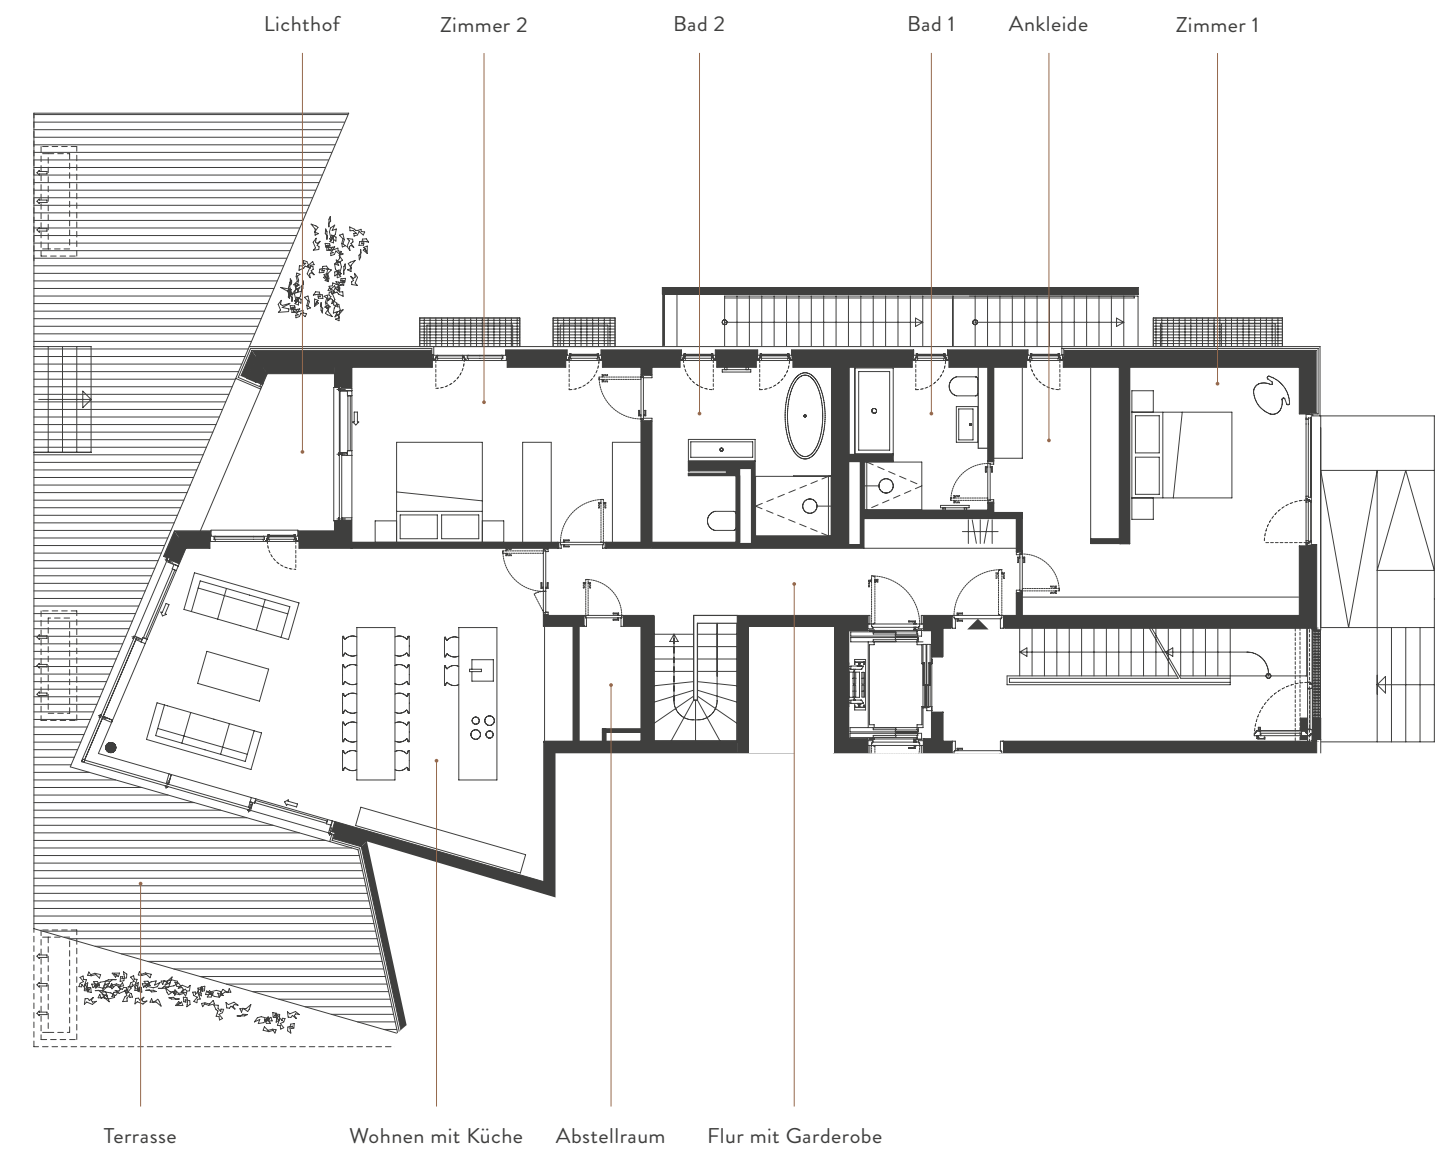 Lichthof
Zimmer 2
Bad 2
Bad 1
Ankleide
Zimmer 1
Terrasse
Wohnen mit Küche
Abstellraum
Flur mit Garderobe